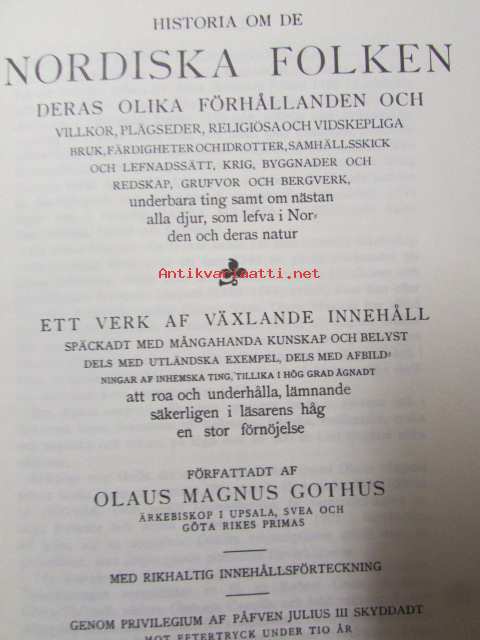 HISTORIA OM DE
NORDISKA FOLKEN
DERAS OLIKA FÖRHÅLLANDEN OCH
VILLKOR, PLÄGSEDER, RELIGIÖSA OCH VIDSKEPLIGA
BRUK, FÄRDIGHETER OCH IDROTTER, SAMHÄLLSSKICK
OCH LEFNADSSÄTT, KRIG, BYGGNADER OCH
REDSKAP, GRUFVOR OCH BERGVERK,
underbara ting samt om nästan
alla djur, som lefva i Nor-
den och deras natur
Antikvariaatti.net
ETT VERK AF VÄXLANDE INNEHÅLL
SPÄCKADT MED MÅNGAHANDA KUNSKAP OCH BELYST
DELS MED UTLÄNDSKA EXEMPEL, DELS MED AFBILD-
NINGAR AF INHEMSKA TING, TILLIKA I HÖG GRAD ÄGNADT
att roa och underhålla, lämnande
säkerligen i läsarens håg
en stor förnöjelse
FÖRFATTADT AF
OLAUS MAGNUS GOTHUS
ÄRKEBISKOP I UPSALA, SVEA OCH
GÖTA RIKES PRIMAS
MED RIKHALTIG INNEHÅLLSFÖRTECKNING
GENOM PRIVILEGIUM AF PÅFVEN JULIUS III SKYDDADT
MOT EFTERTRYCK UNDER TIO ÅR